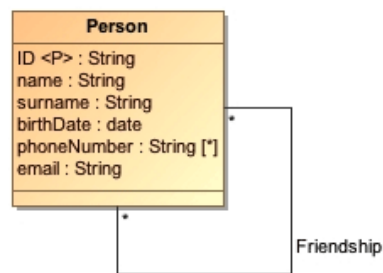 Person
ID <P> : String
name : String
surname : String
birthDate : date
phoneNumber : String [*]
email : String
*
*
Friendship